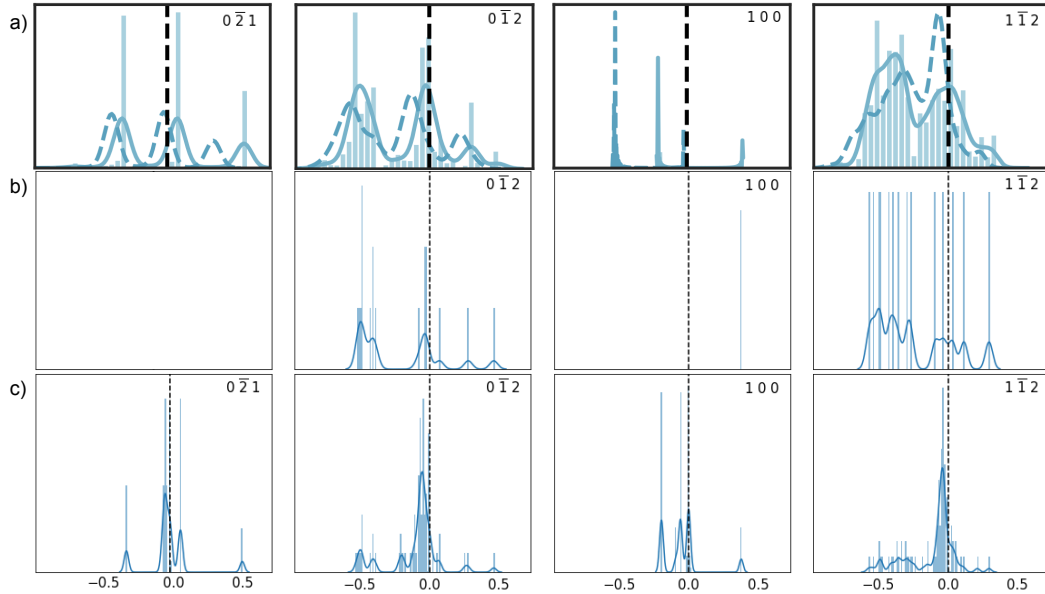 a) 0 2̅ 1 0 1̅ 2 1 0 0 1 1̅ 2
b) 0 1̅ 2 1 0 0 1 1̅ 2
c) 0 2̅ 1 0 1̅ 2 1 0 0 1 1̅ 2
−0.5 0.0 0.5 −0.5 0.0 0.5 −0.5 0.0 0.5 −0.5 0.0 0.5